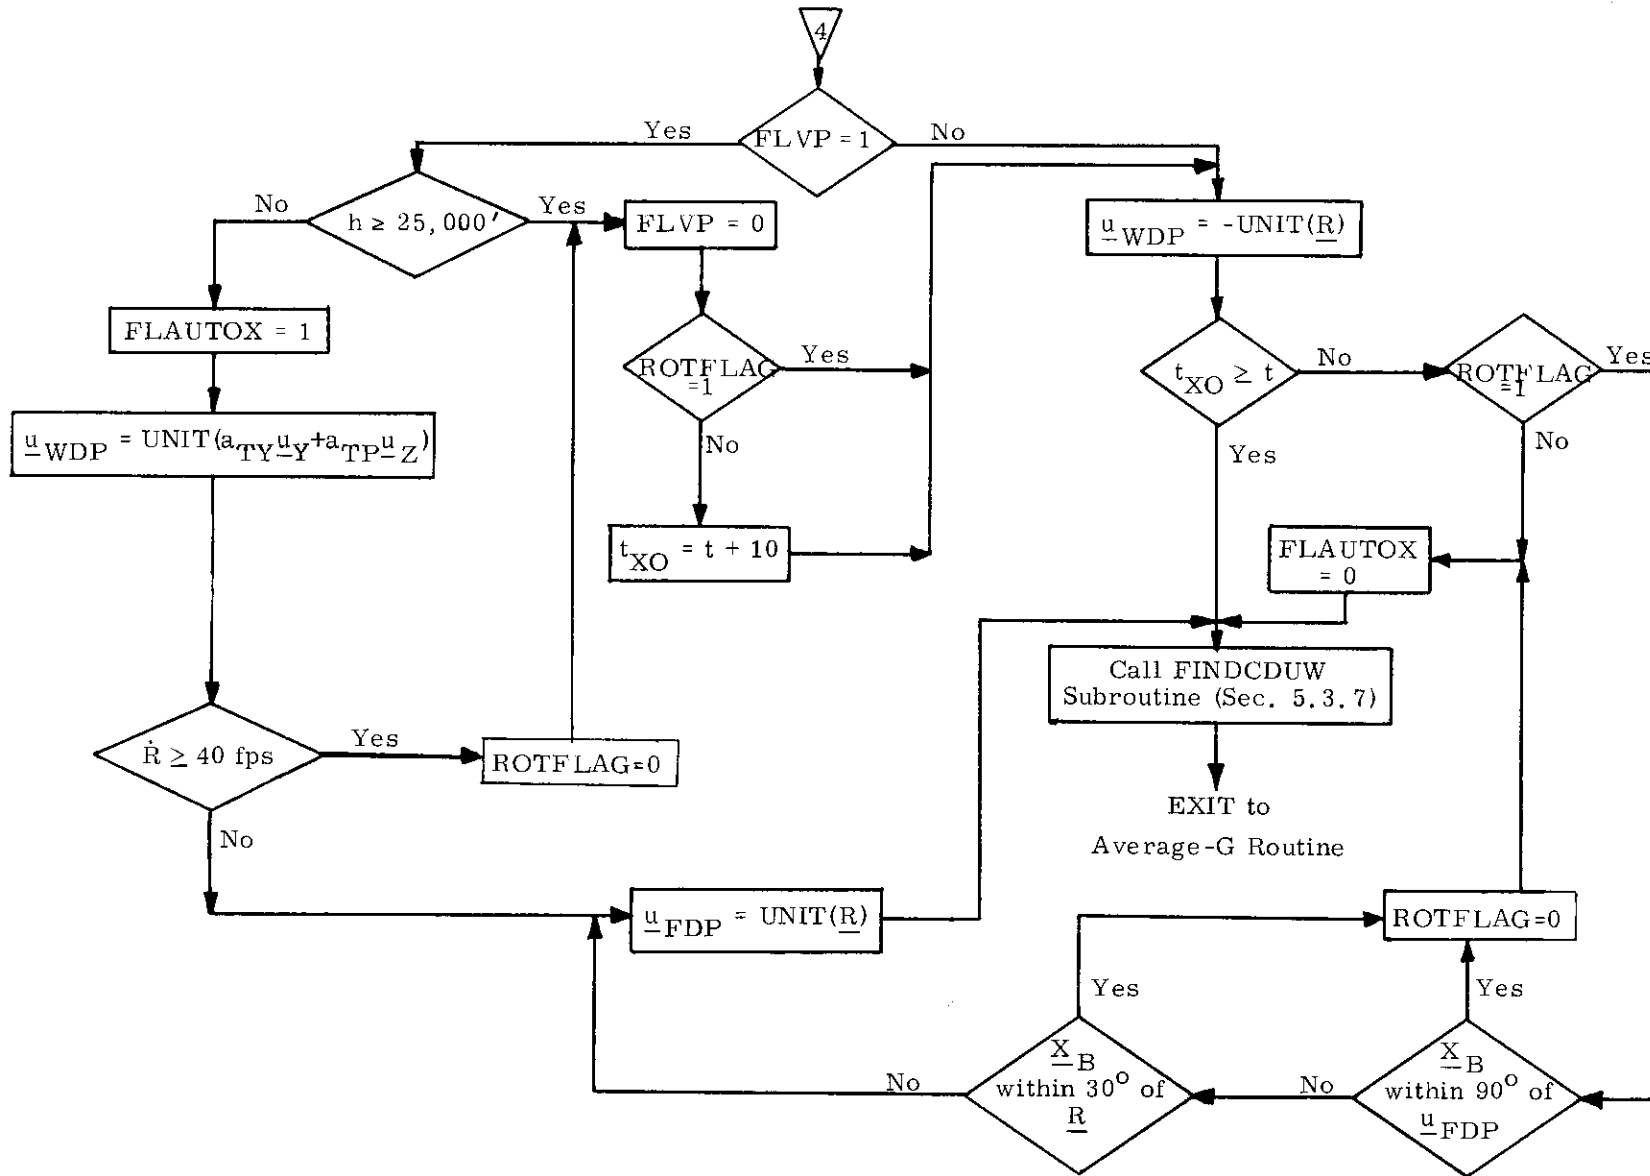 4
FLVP = 1
Yes
No
h ≥ 25,000′
No
Yes
FLVP = 0
u_WDP = -UNIT(R)
FLAUTOX = 1
ROTFLAG
=1
Yes
No
t_XO ≥ t
No
Yes
ROTFLAG
=1
Yes
No
u_WDP = UNIT(a_TY u_Y + a_TP u_Z)
t_XO = t + 10
FLAUTOX
= 0
Call FINDCDUW
Subroutine (Sec. 5.3.7)
Ṙ ≥ 40 fps
Yes
No
ROTFLAG=0
EXIT to
Average-G Routine
u_FDP = UNIT(R)
ROTFLAG=0
Yes
Yes
X_B
within 30° of
R
No
No
X_B
within 90° of
u_FDP